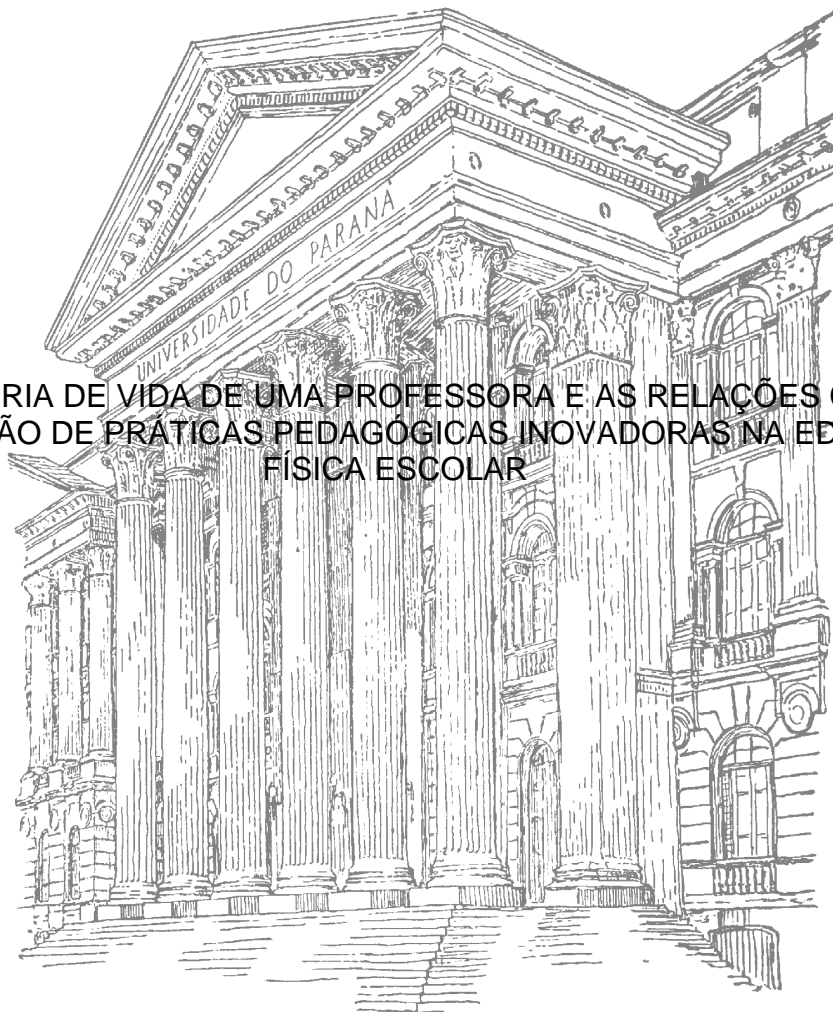 UNIVERSIDADE DO PARANÁ
RIA DE VIDA DE UMA PROFESSORA E AS RELAÇÕES
ÃO DE PRÁTICAS PEDAGÓGICAS INOVADORAS NA ED
FÍSICA ESCOLAR